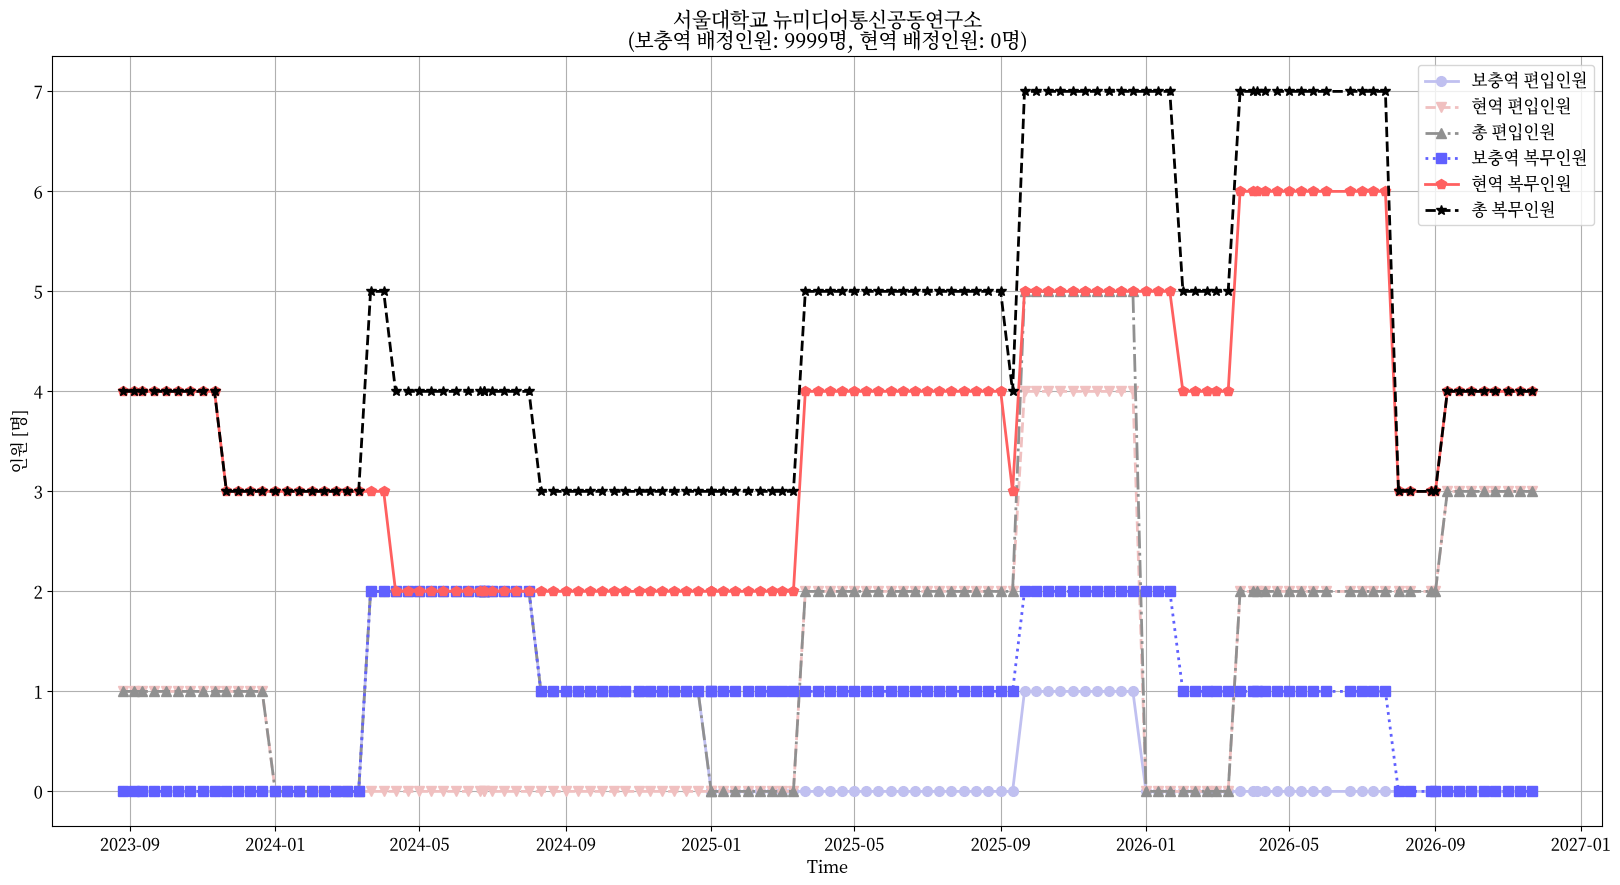 서울대학교 뉴미디어통신공동연구소
(보충역 배정인원: 9999명, 현역 배정인원: 0명)
보충역 편입인원
현역 편입인원
총 편입인원
보충역 복무인원
현역 복무인원
총 복무인원
인원 [명]
7
6
5
4
3
2
1
0
2023-09 2024-01 2024-05 2024-09 2025-01 2025-05 2025-09 2026-01 2026-05 2026-09 2027-01
Time